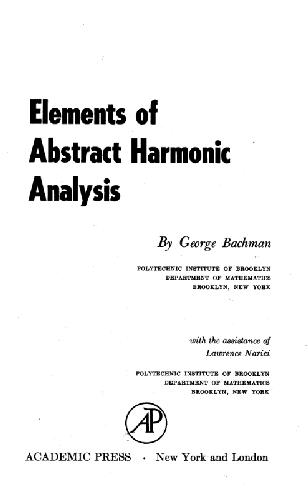 Elements of
Abstract Harmonic
Analysis
By George Bachman
POLYTECHNIC INSTITUTE OF BROOKLYN
DEPARTMENT OF MATHEMATICS
BROOKLYN, NEW YORK
with the assistance of
Lawrence Narici
POLYTECHNIC INSTITUTE OF BROOKLYN
DEPARTMENT OF MATHEMATICS
BROOKLYN, NEW YORK
AP
ACADEMIC PRESS · New York and London